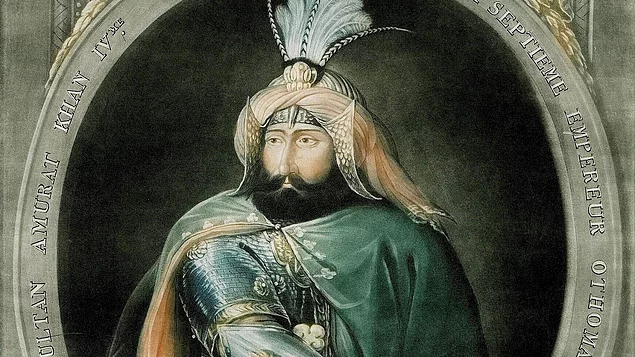 ULTAN AMURAT KHAN IV.ME
SEPTIEME EMPEREUR OTHOMA